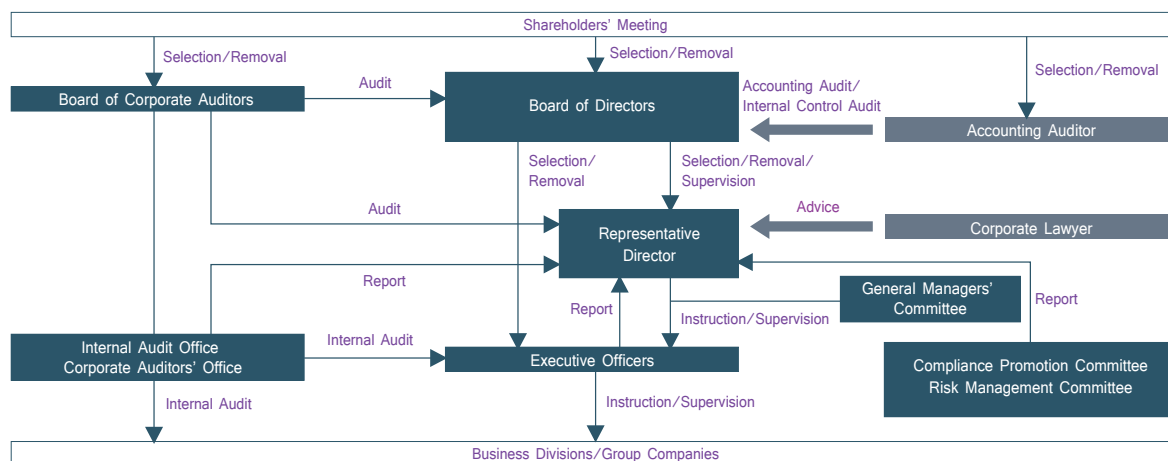 Shareholders' Meeting
Selection/Removal
Selection/Removal
Selection/Removal
Board of Corporate Auditors
Audit
Board of Directors
Accounting Audit/
Internal Control Audit
Accounting Auditor
Selection/
Removal
Selection/Removal/
Supervision
Audit
Representative
Director
Advice
Corporate Lawyer
Report
Report
General Managers'
Committee
Report
Instruction/Supervision
Internal Audit Office
Corporate Auditors' Office
Internal Audit
Executive Officers
Compliance Promotion Committee
Risk Management Committee
Internal Audit
Instruction/Supervision
Business Divisions/Group Companies